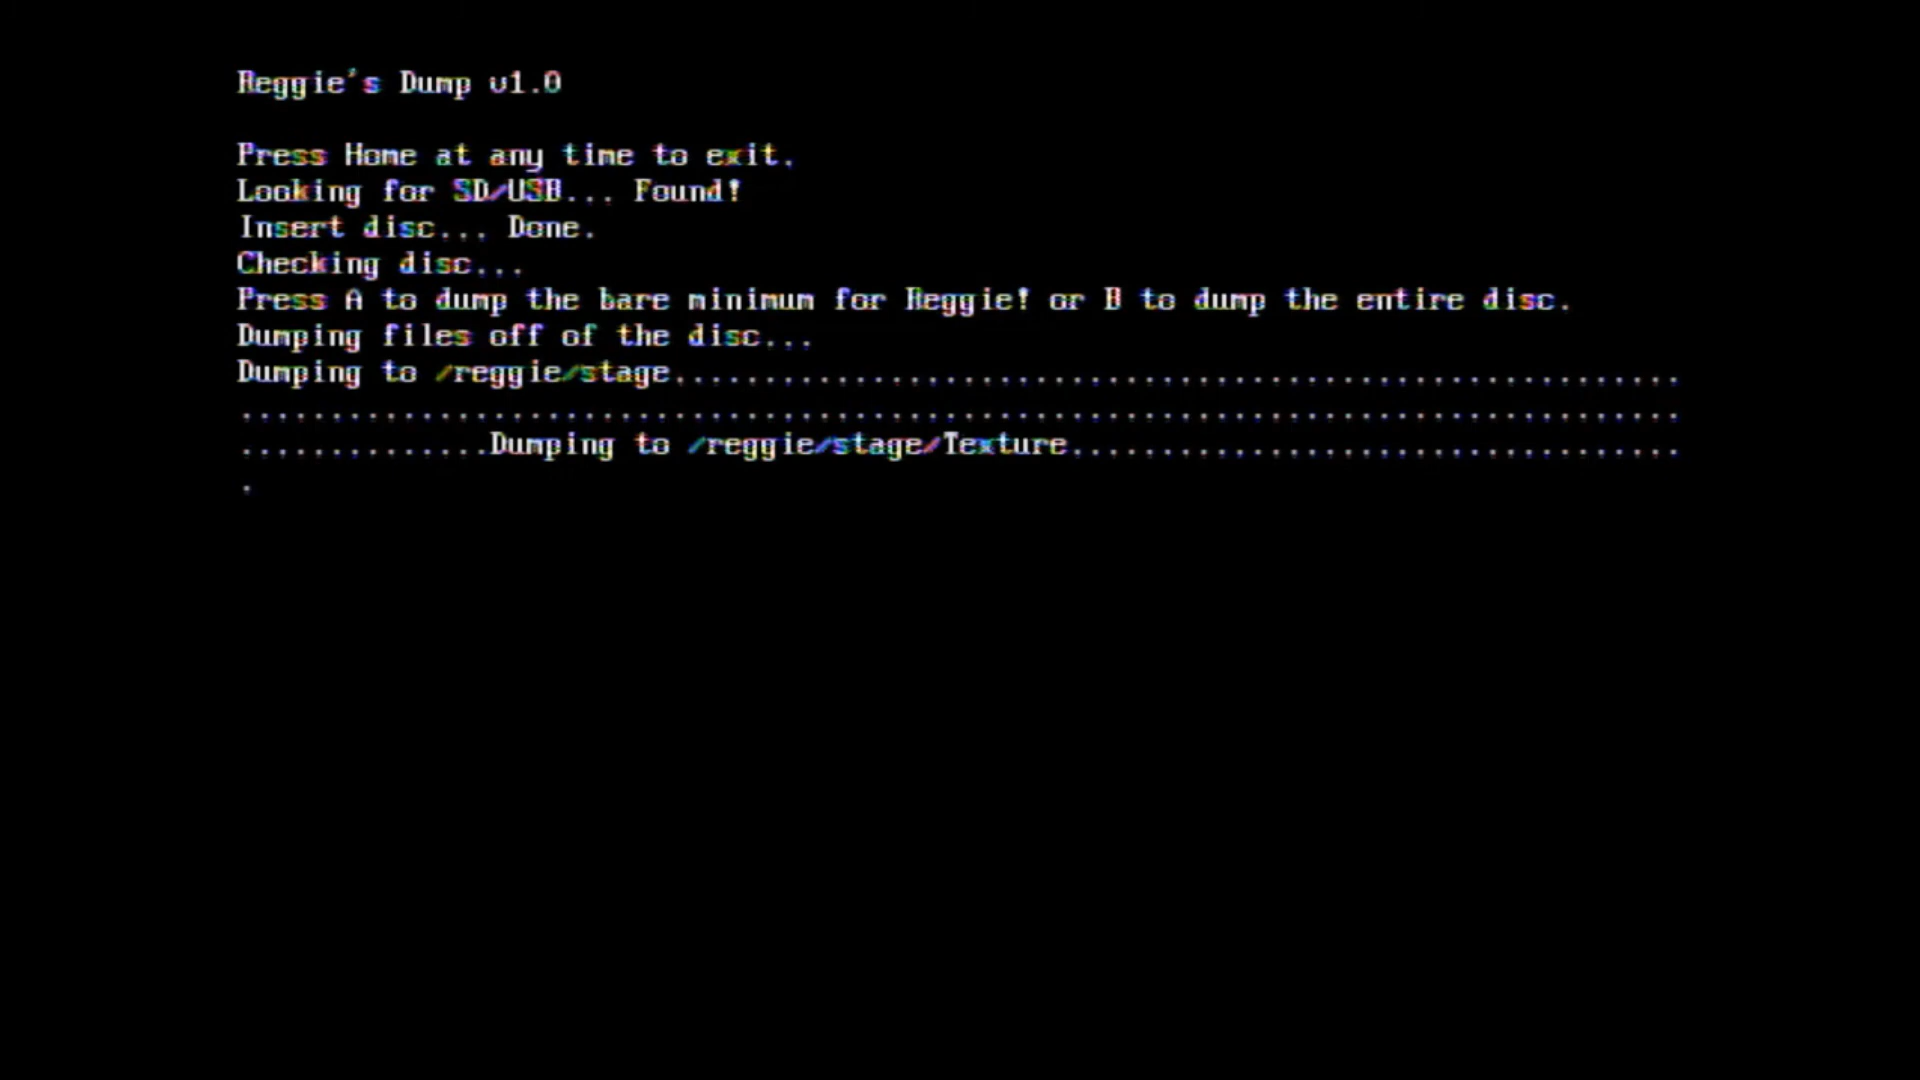 Reggie's Dump v1.0
Press Home at any time to exit.
Looking for SD/USB... Found!
Insert disc... Done.
Checking disc...
Press A to dump the bare minimum for Reggie! or B to dump the entire disc.
Dumping files off of the disc...
Dumping to /reggie/stage........................................................
................................................................................
..............Dumping to /reggie/stage/Texture..................................
.